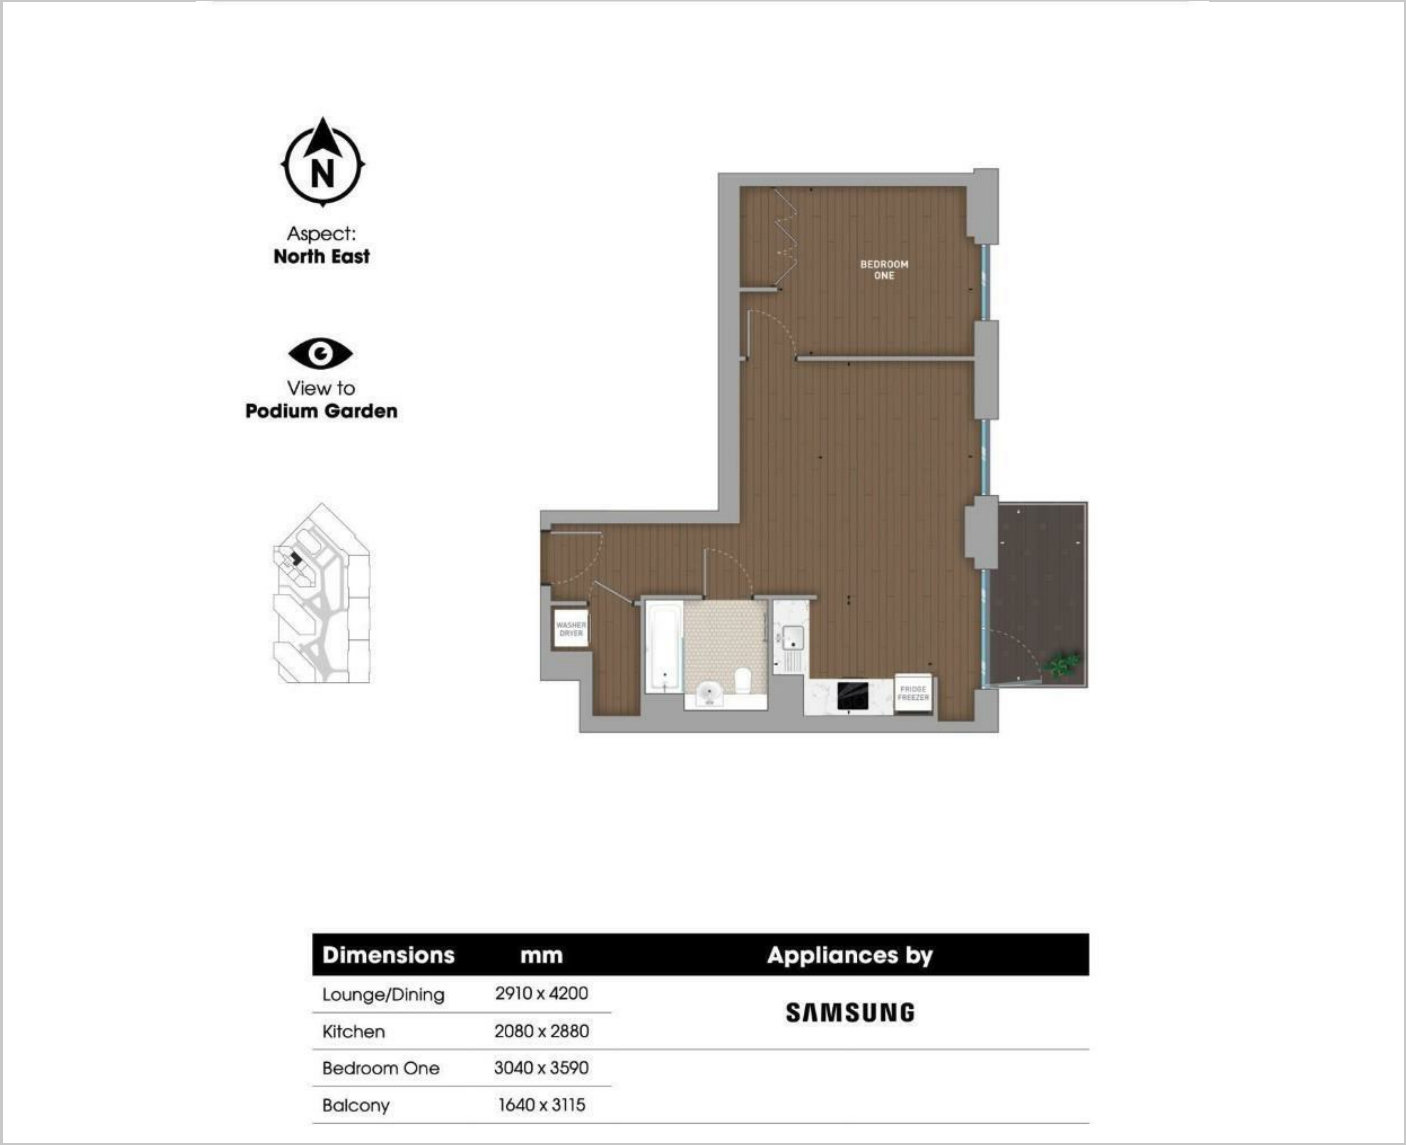 N
Aspect:
North East
View to
Podium Garden
BEDROOM
ONE
WASHER
DRYER
FRIDGE
FREEZER
Dimensions mm Appliances by
Lounge/Dining 2910 x 4200
SAMSUNG
Kitchen 2080 x 2880
Bedroom One 3040 x 3590
Balcony 1640 x 3115